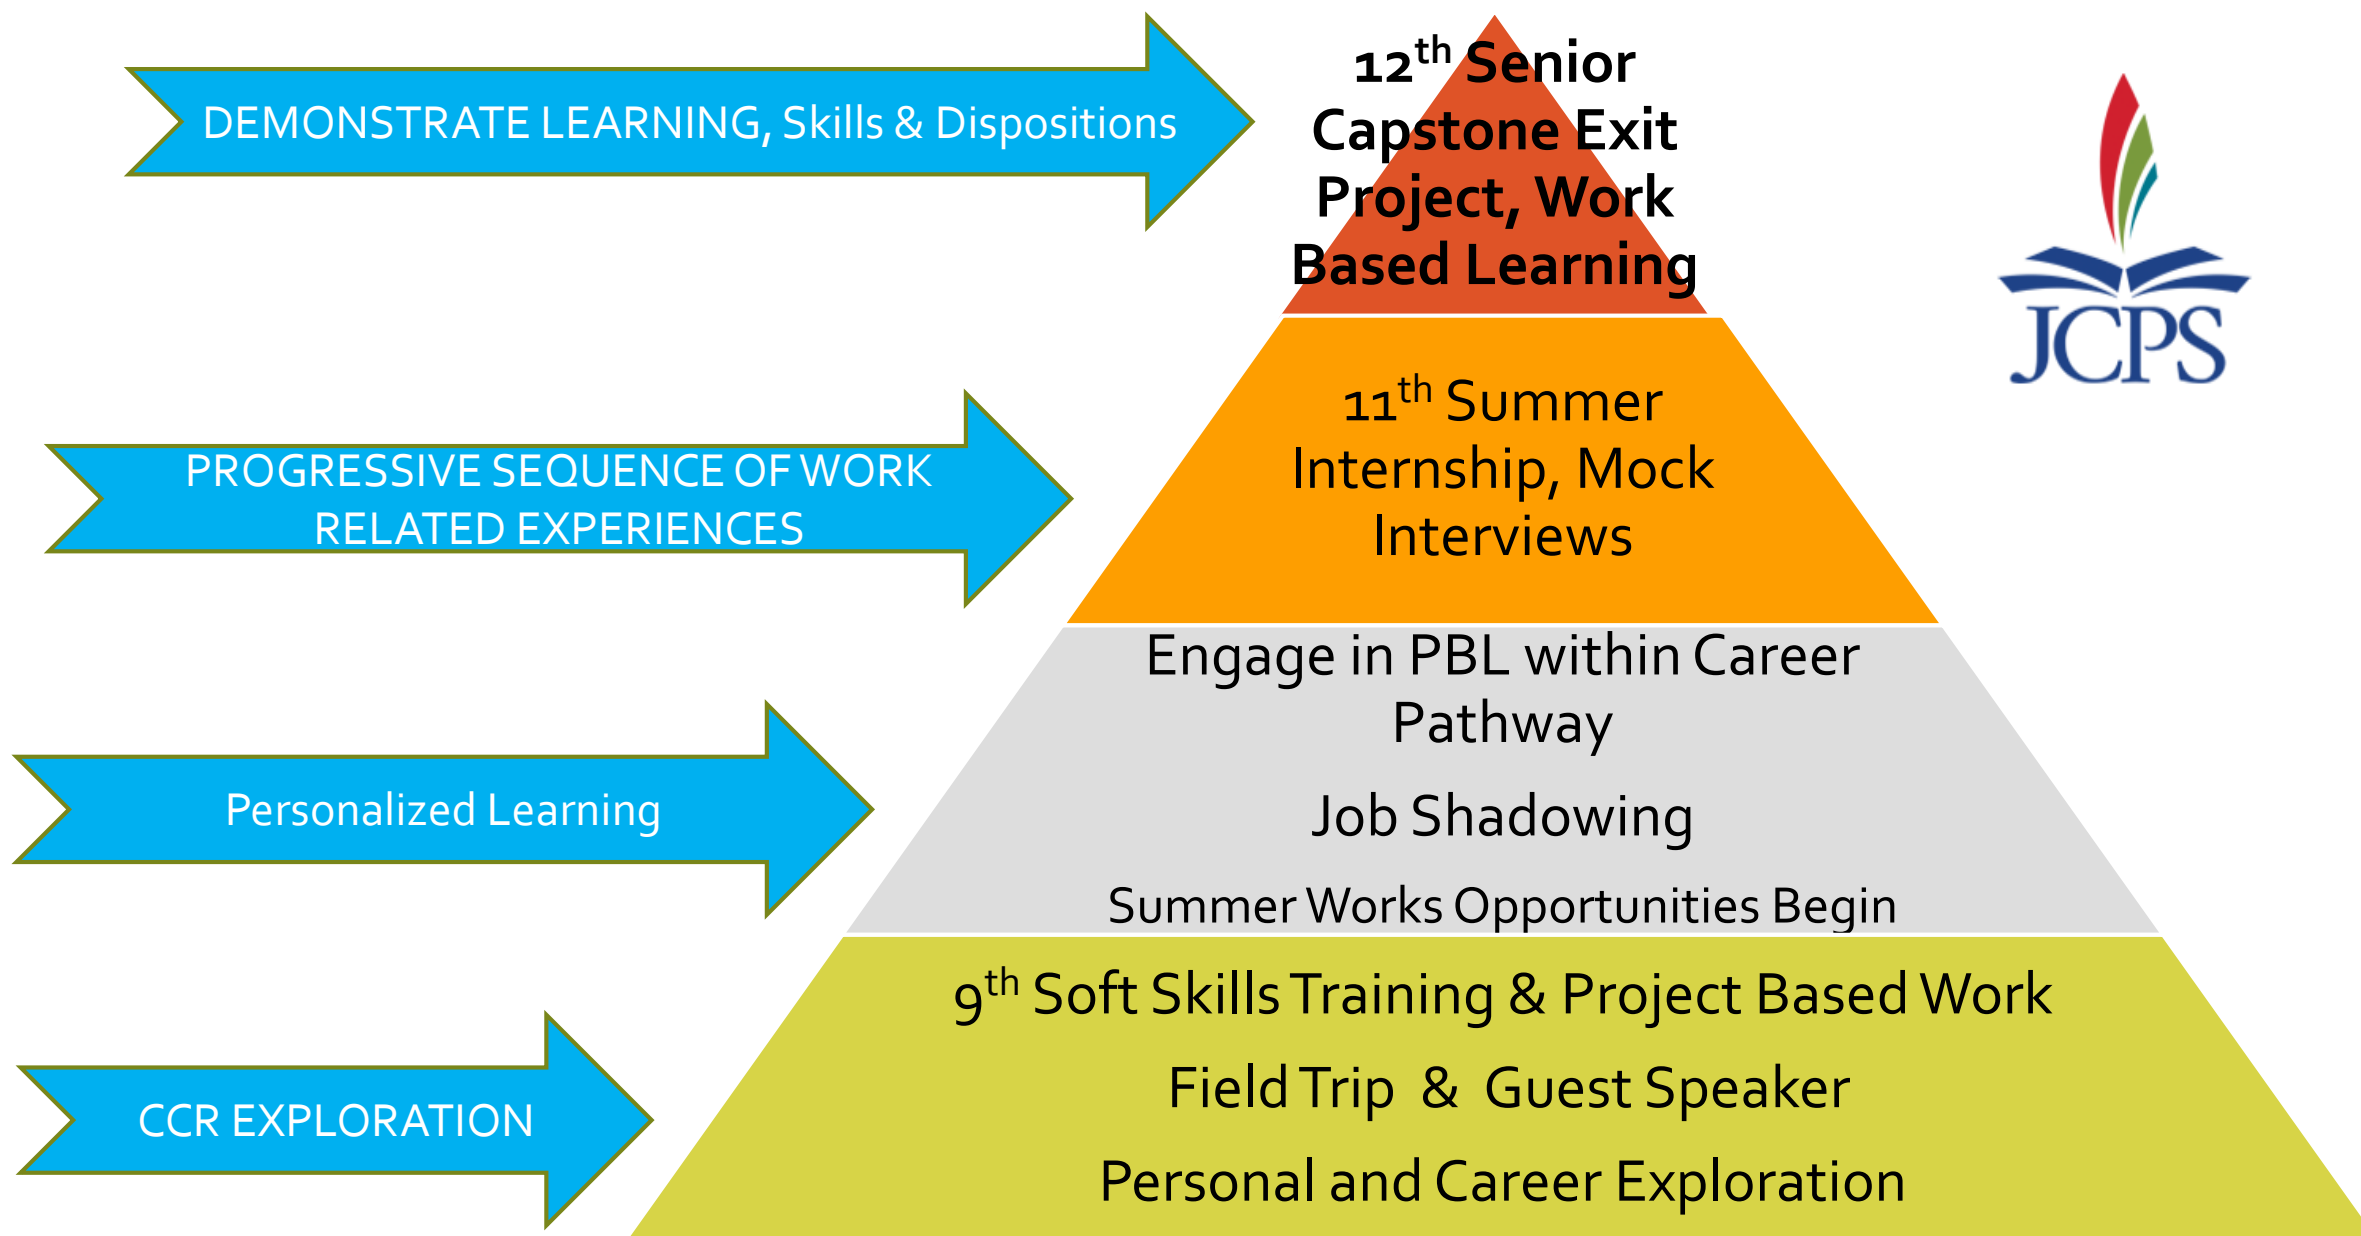 DEMONSTRATE LEARNING, Skills & Dispositions
12th Senior
Capstone Exit
Project, Work
Based Learning
JCPS
PROGRESSIVE SEQUENCE OF WORK
RELATED EXPERIENCES
11th Summer
Internship, Mock
Interviews
Personalized Learning
Engage in PBL within Career
Pathway
Job Shadowing
Summer Works Opportunities Begin
CCR EXPLORATION
9th Soft Skills Training & Project Based Work
Field Trip & Guest Speaker
Personal and Career Exploration